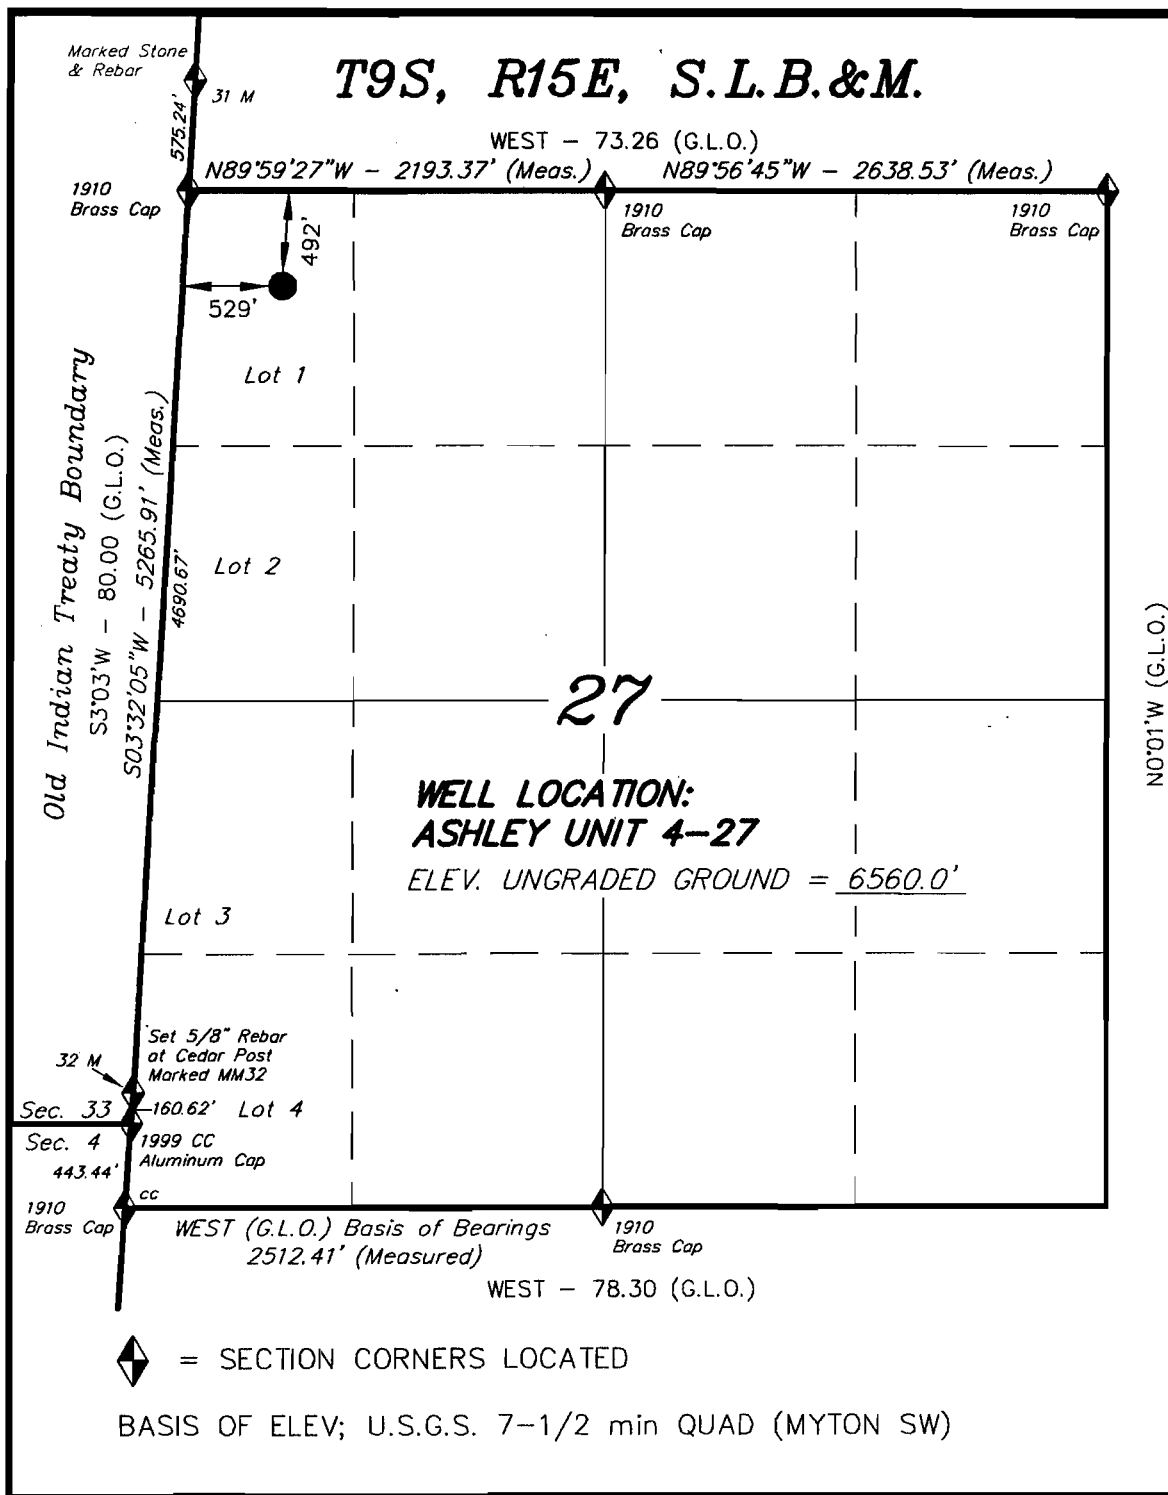 Marked Stone
& Rebar
T9S, R15E, S.L.B.&M.
31 M
575.24'
WEST - 73.26 (G.L.O.)
N89°59'27"W - 2193.37' (Meas.)
N89°56'45"W - 2638.53' (Meas.)
1910
Brass Cap
1910
Brass Cap
1910
Brass Cap
492'
529'
Lot 1
Old Indian Treaty Boundary
S3°03'W - 80.00 (G.L.O.)
S03°32'05"W - 5265.91' (Meas.)
4690.67'
Lot 2
N0°01'W (G.L.O.)
27
WELL LOCATION:
ASHLEY UNIT 4-27
ELEV. UNGRADED GROUND = 6560.0'
Lot 3
Set 5/8" Rebar
at Cedar Post
Marked MM32
32 M
Sec. 33
160.62'
Lot 4
Sec. 4
1999 CC
Aluminum Cap
443.44'
CC
1910
Brass Cap
WEST (G.L.O.) Basis of Bearings
2512.41' (Measured)
1910
Brass Cap
WEST - 78.30 (G.L.O.)
= SECTION CORNERS LOCATED
BASIS OF ELEV; U.S.G.S. 7-1/2 min QUAD (MYTON SW)